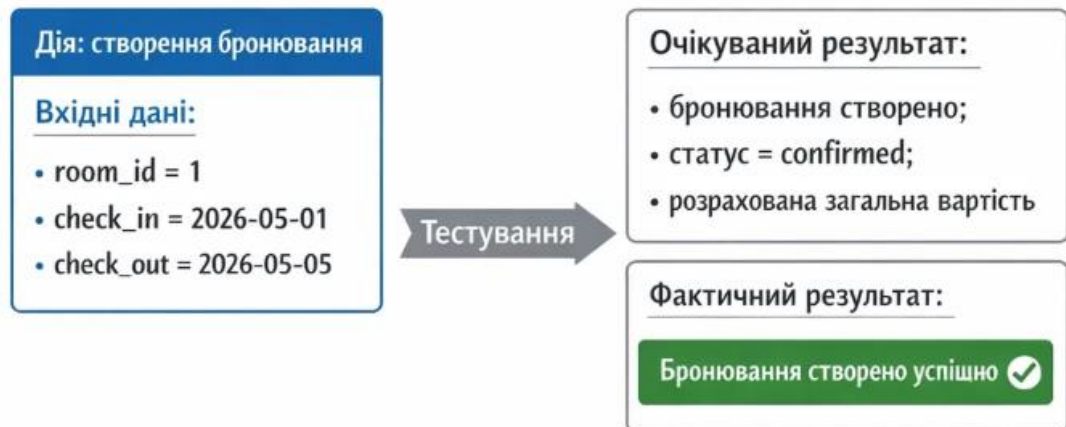 Дія: створення бронювання
Вхідні дані:
• room_id = 1
• check_in = 2026-05-01
• check_out = 2026-05-05
Тестування
Очікуваний результат:
• бронювання створено;
• статус = confirmed;
• розрахована загальна вартість
Фактичний результат:
Бронювання створено успішно